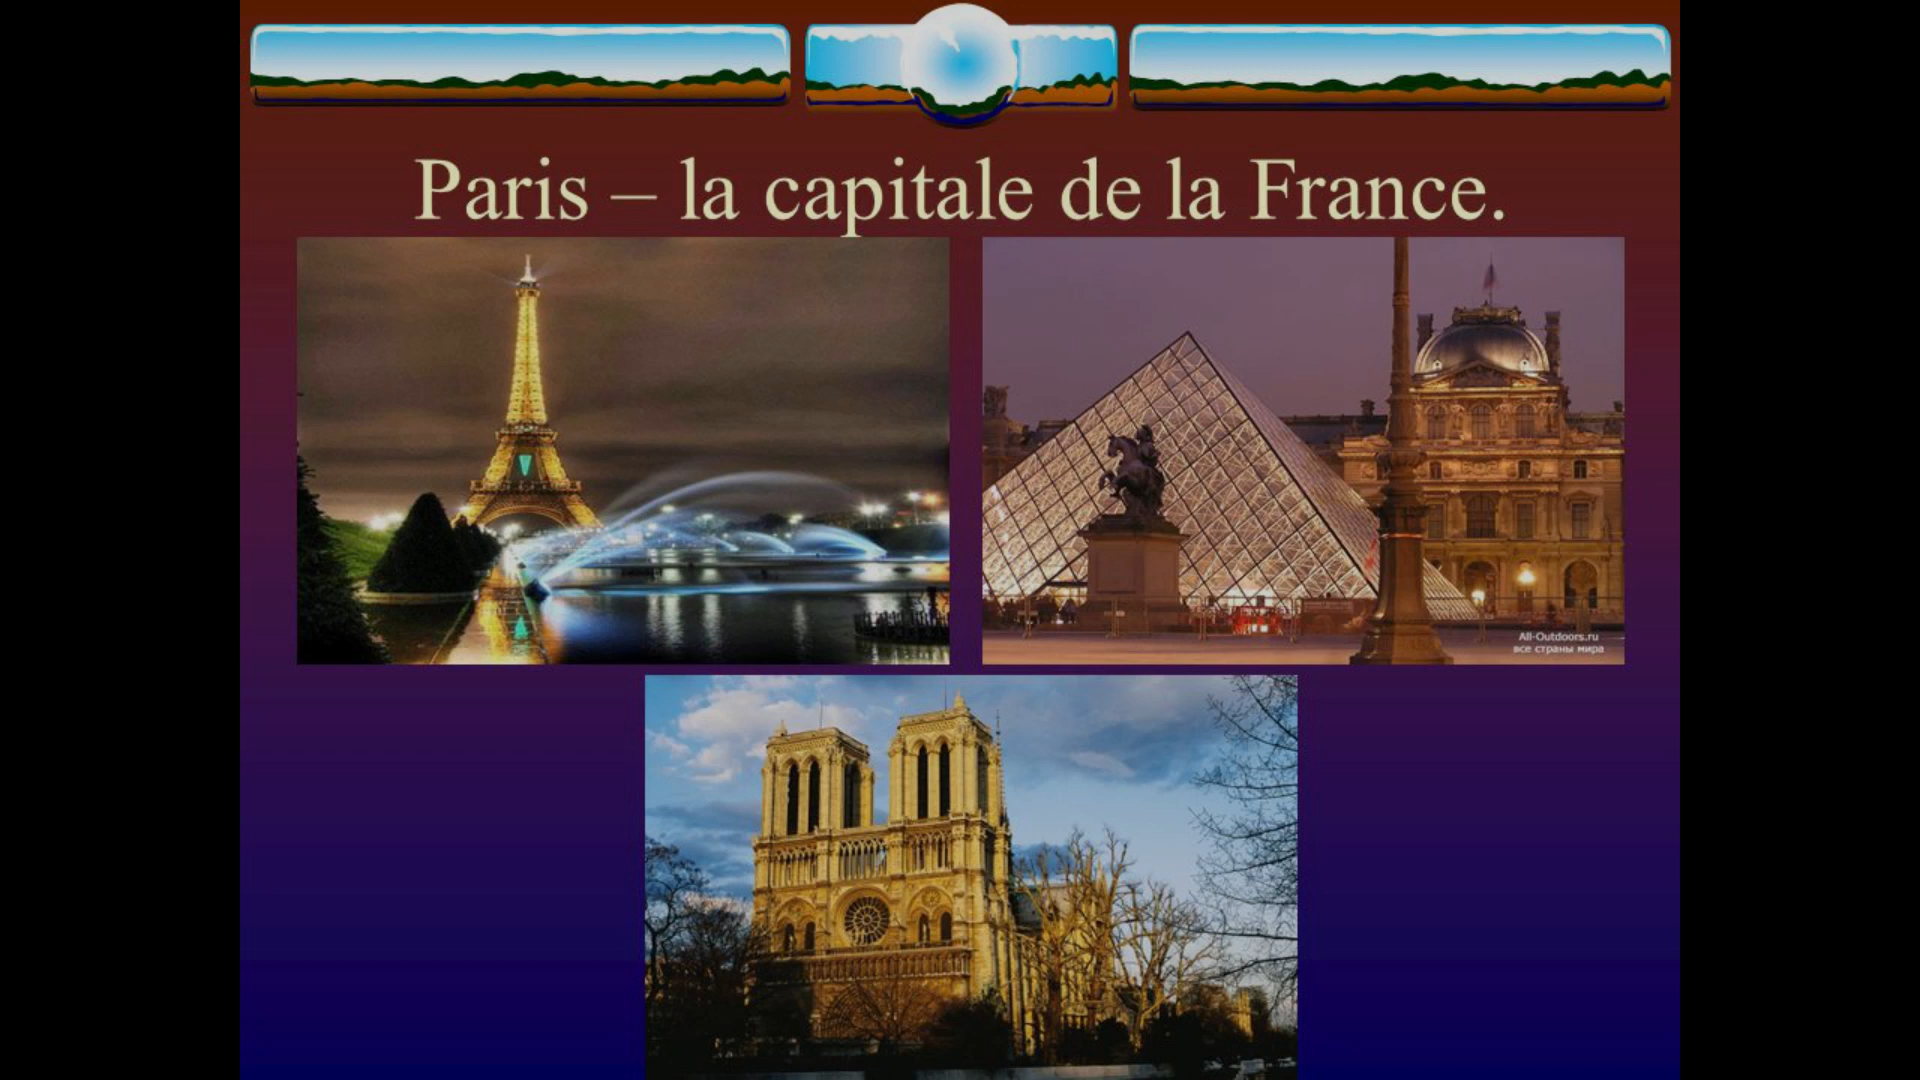 Paris – la capitale de la France.
All-Outdoors.ru
все страны мира